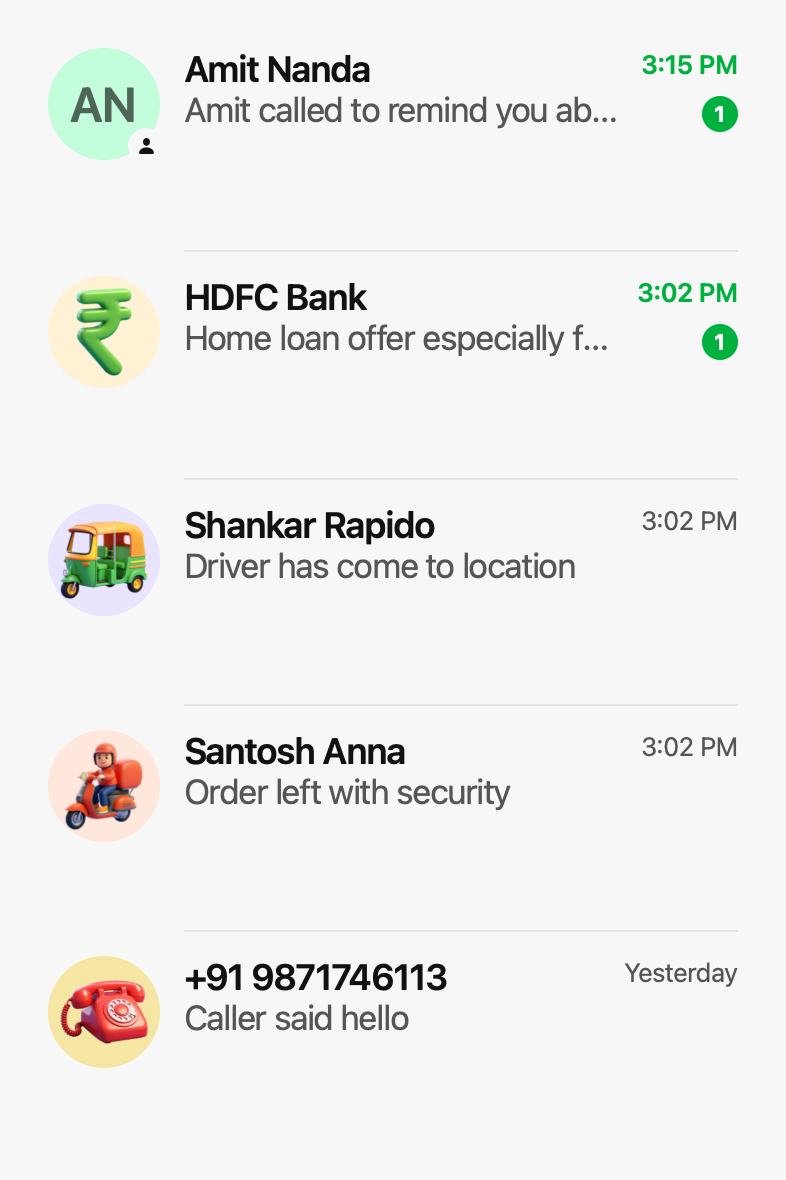 AN
Amit Nanda
3:15 PM
Amit called to remind you ab...
1
HDFC Bank
3:02 PM
Home loan offer especially f...
1
Shankar Rapido
3:02 PM
Driver has come to location
Santosh Anna
3:02 PM
Order left with security
+91 9871746113
Yesterday
Caller said hello